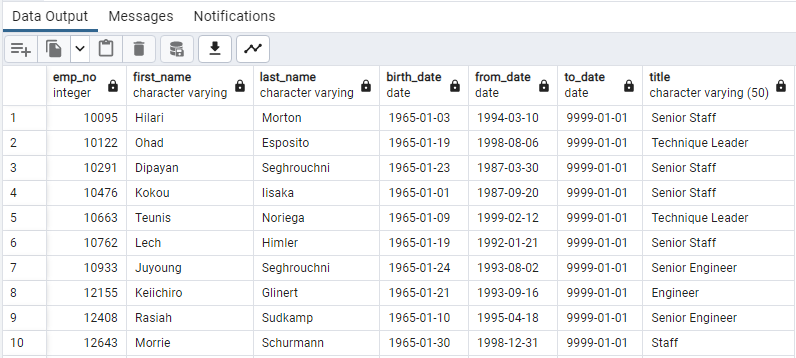 Data Output Messages Notifications
emp_no first_name last_name birth_date from_date to_date title
integer character varying character varying date date date character varying (50)
1 10095 Hilari Morton 1965-01-03 1994-03-10 9999-01-01 Senior Staff
2 10122 Ohad Esposito 1965-01-19 1998-08-06 9999-01-01 Technique Leader
3 10291 Dipayan Seghrouchni 1965-01-23 1987-03-30 9999-01-01 Senior Staff
4 10476 Kokou Iisaka 1965-01-01 1987-09-20 9999-01-01 Senior Staff
5 10663 Teunis Noriega 1965-01-09 1999-02-12 9999-01-01 Technique Leader
6 10762 Lech Himler 1965-01-19 1992-01-21 9999-01-01 Senior Staff
7 10933 Juyoung Seghrouchni 1965-01-24 1993-08-02 9999-01-01 Senior Engineer
8 12155 Keiichiro Glinert 1965-01-21 1993-09-16 9999-01-01 Engineer
9 12408 Rasiah Sudkamp 1965-01-10 1995-04-18 9999-01-01 Senior Engineer
10 12643 Morrie Schurmann 1965-01-30 1998-12-31 9999-01-01 Staff